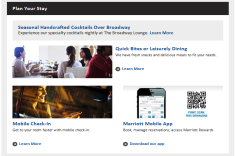 Plan Your Stay
Seasonal Handcrafted Cocktails Over Broadway
Experience our specialty cocktails nightly at The Broadway Lounge. Learn More
Quick Bites or Leisurely Dining
We have fresh snacks and delicious meals to fit your needs.
Learn More
Mobile Check-In
Get to your room faster with mobile check-in.
Learn More
Marriott Mobile App
Book, manage reservations, access Marriott Rewards
Download our app